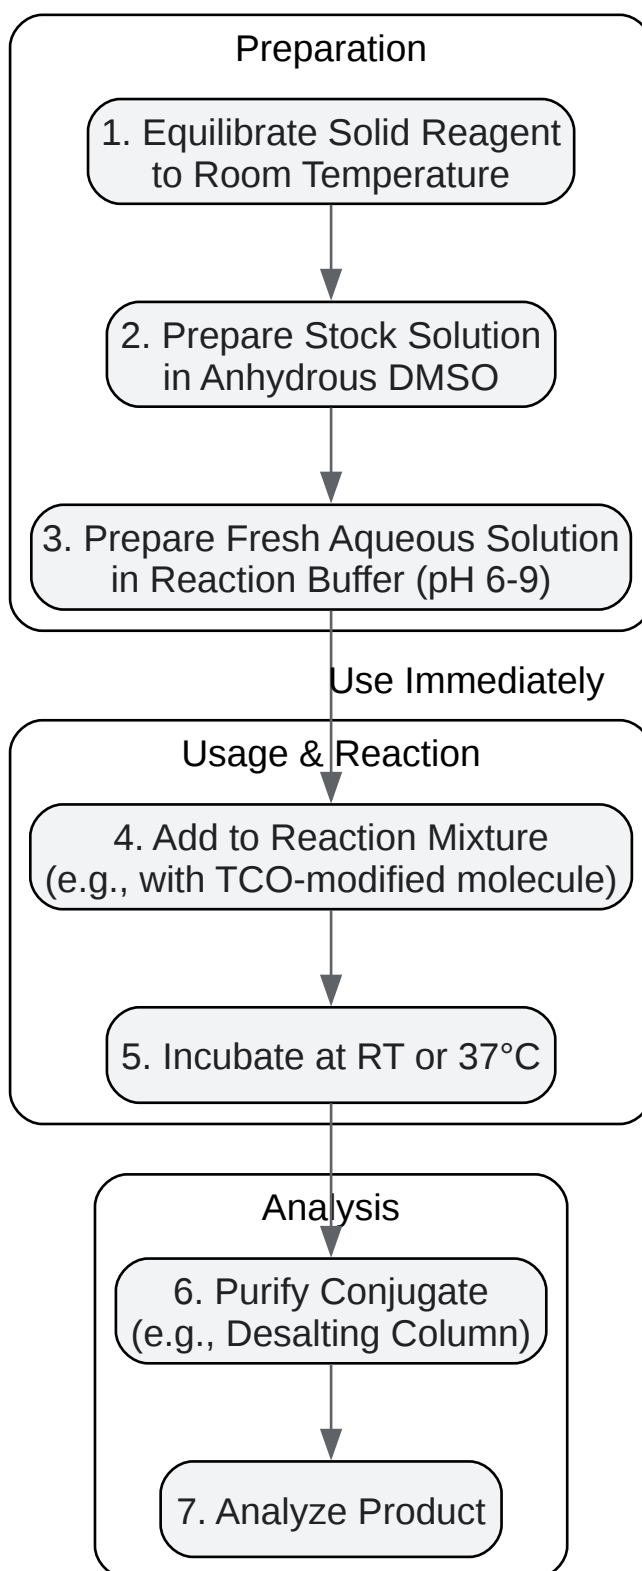 Preparation
1. Equilibrate Solid Reagent
to Room Temperature
2. Prepare Stock Solution
in Anhydrous DMSO
3. Prepare Fresh Aqueous Solution
in Reaction Buffer (pH 6-9)
Use Immediately
Usage & Reaction
4. Add to Reaction Mixture
(e.g., with TCO-modified molecule)
5. Incubate at RT or 37°C
Analysis
6. Purify Conjugate
(e.g., Desalting Column)
7. Analyze Product